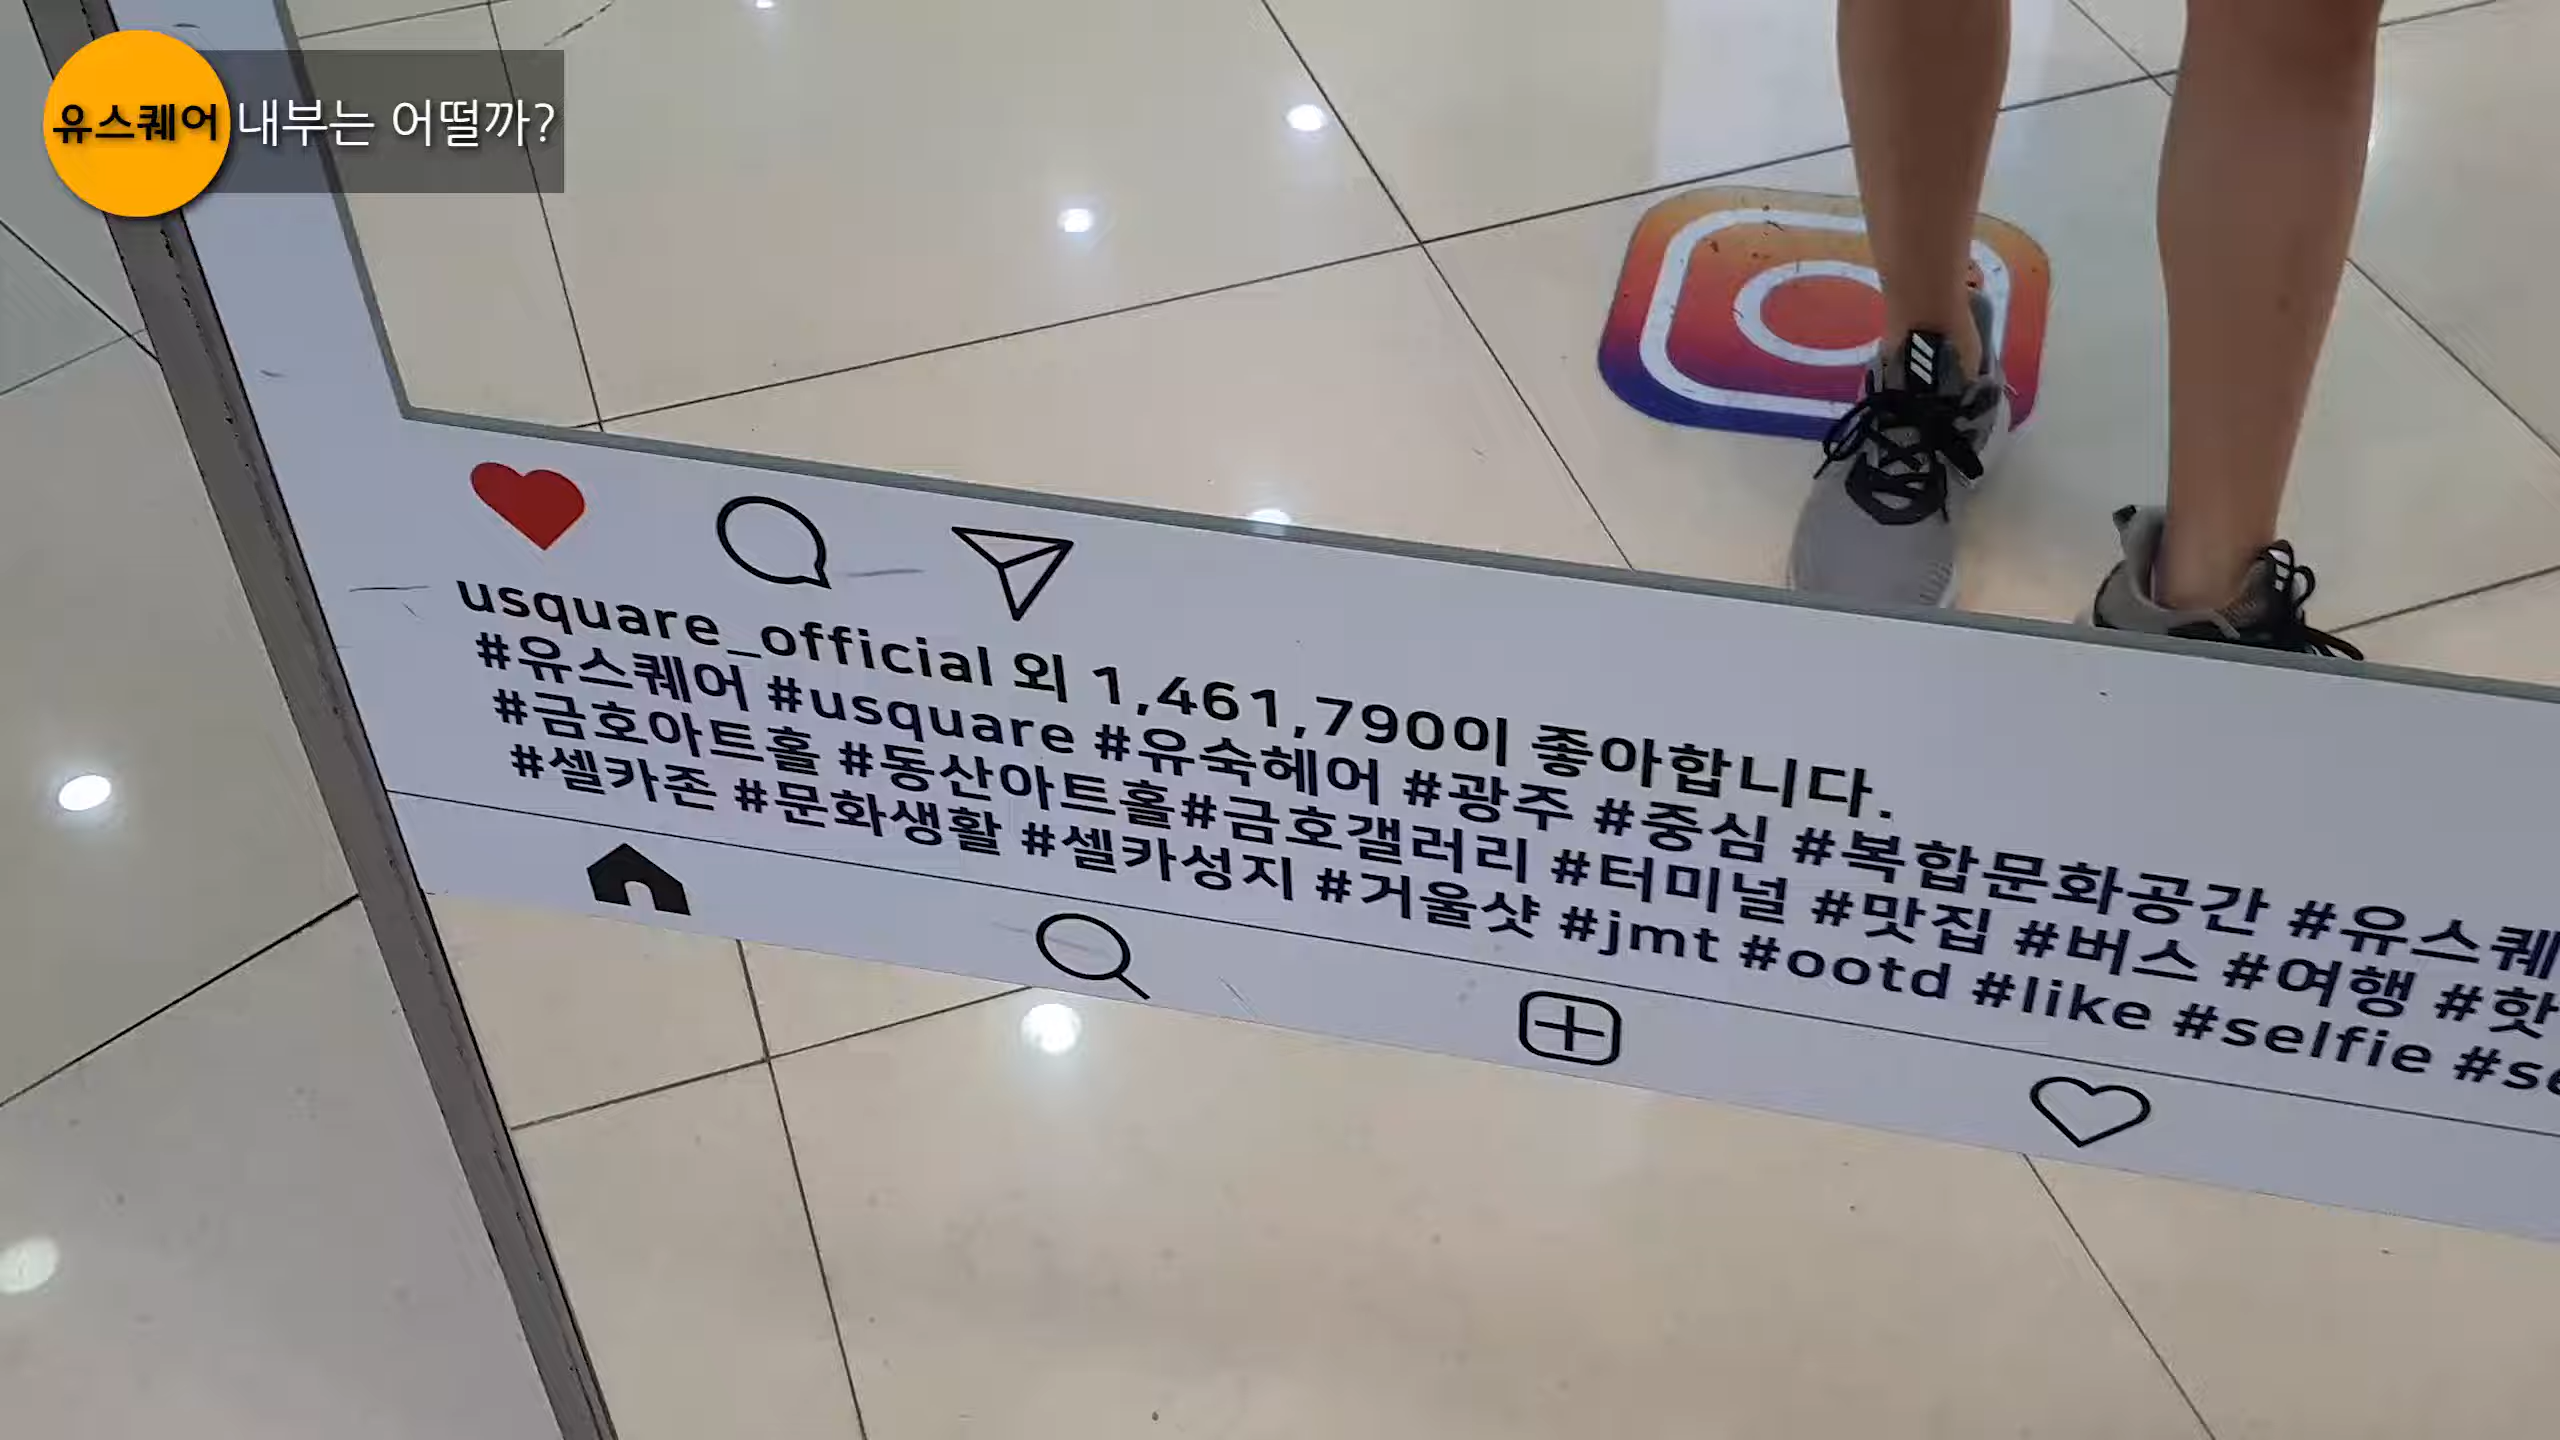 유스퀘어 내부는 어떨까?
usquare_official 외 1,461,790이 좋아합니다.
#유스퀘어 #usquare #유숙헤어 #광주 #중심 #복합문화공간 #유스퀘
#금호아트홀 #동산아트홀#금호갤러리 #터미널 #맛집 #버스 #여행 #핫
#셀카존 #문화생활 #셀카성지 #거울샷 #jmt #ootd #like #selfie #se